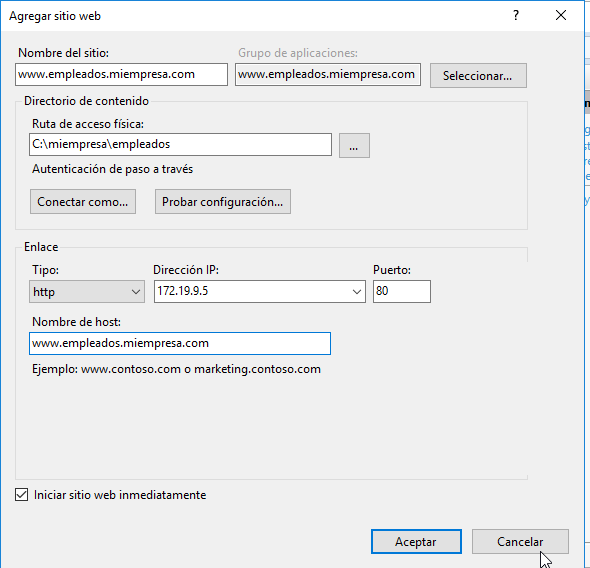 Agregar sitio web
Nombre del sitio: Grupo de aplicaciones:
www.empleados.miempresa.com www.empleados.miempresa.com Seleccionar...
Directorio de contenido
Ruta de acceso física:
C:\miempresa\empleados ...
Autenticación de paso a través
Conectar como... Probar configuración...
Enlace
Tipo: Dirección IP: Puerto:
http 172.19.9.5 80
Nombre de host:
www.empleados.miempresa.com
Ejemplo: www.contoso.com o marketing.contoso.com
Iniciar sitio web inmediatamente
Aceptar Cancelar